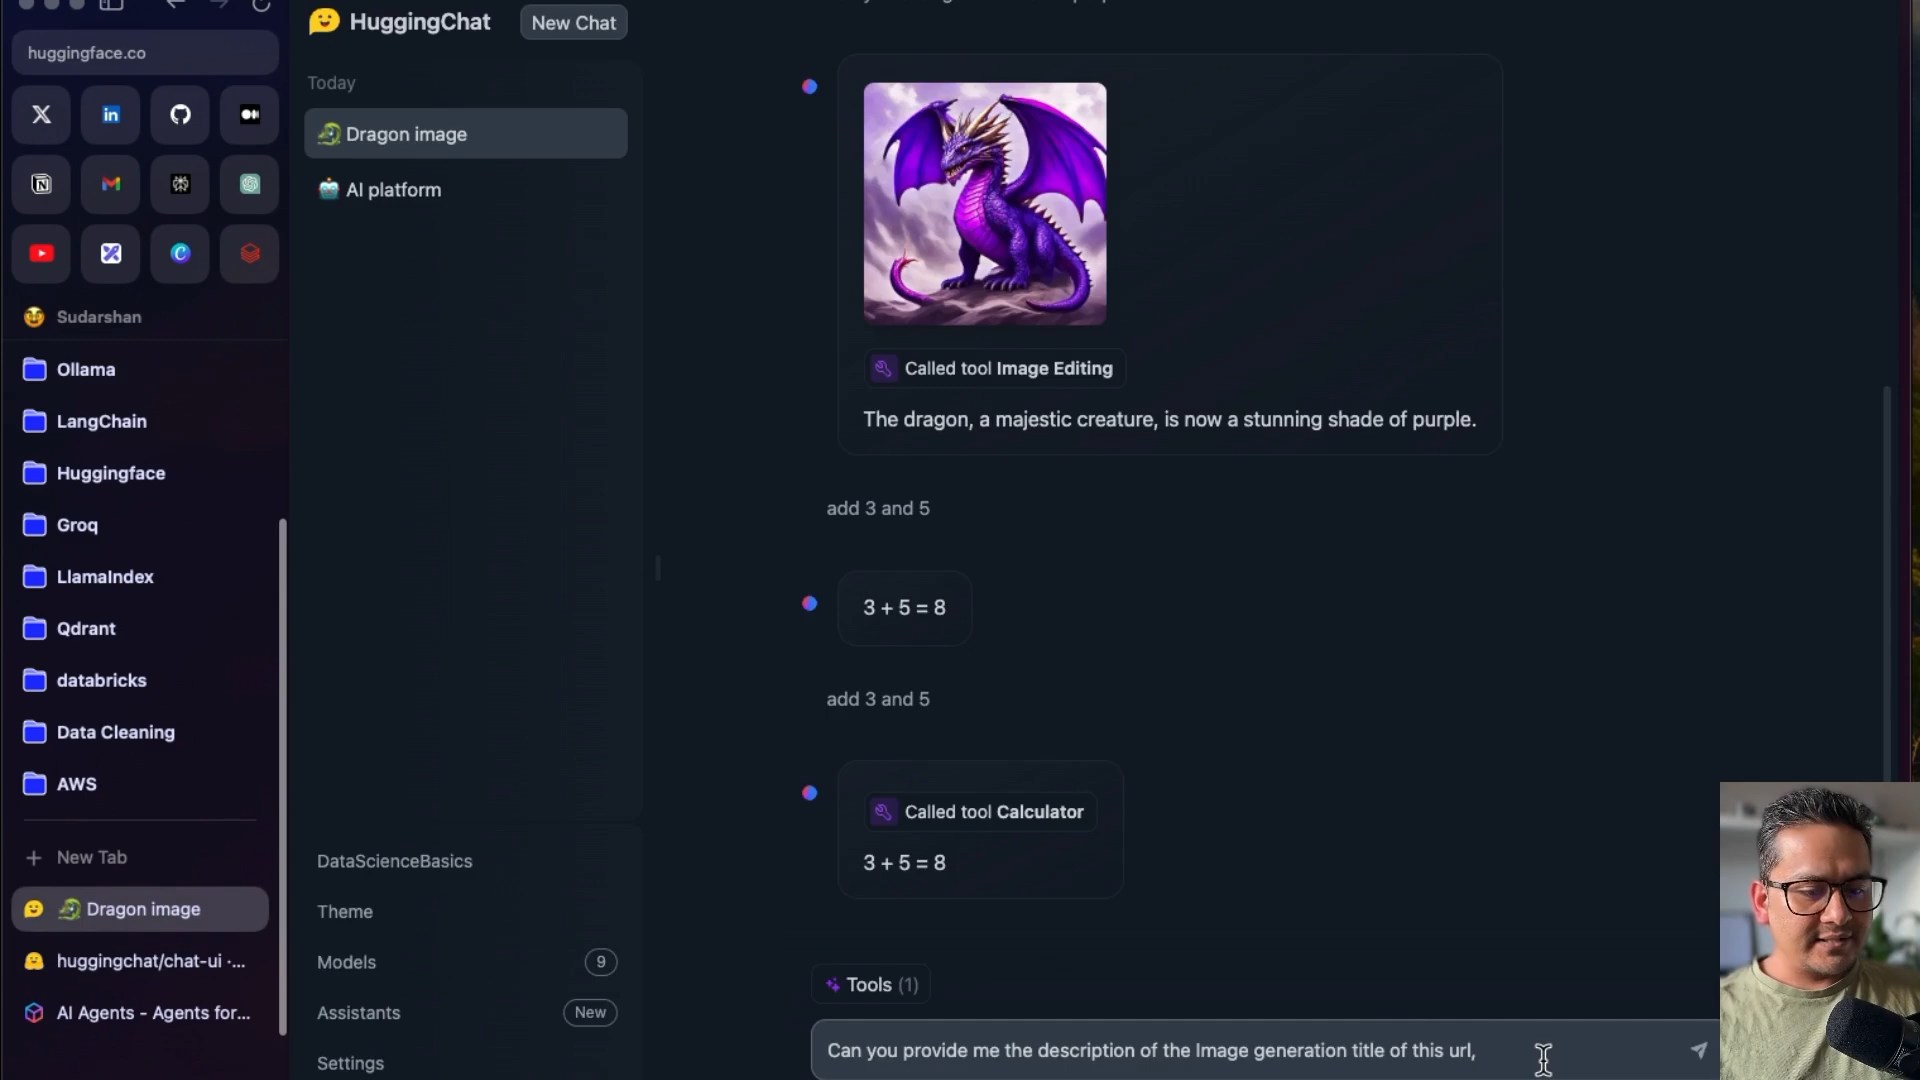 huggingface.co
Sudarshan
Ollama
LangChain
Huggingface
Groq
LlamaIndex
Qdrant
databricks
Data Cleaning
AWS
New Tab
Dragon image
huggingchat/chat-ui ·...
AI Agents - Agents for...
HuggingChat
New Chat
Today
Dragon image
AI platform
DataScienceBasics
Theme
Models 9
Assistants New
Settings
Called tool Image Editing
The dragon, a majestic creature, is now a stunning shade of purple.
add 3 and 5
3 + 5 = 8
add 3 and 5
Called tool Calculator
3 + 5 = 8
Tools (1)
Can you provide me the description of the Image generation title of this url,